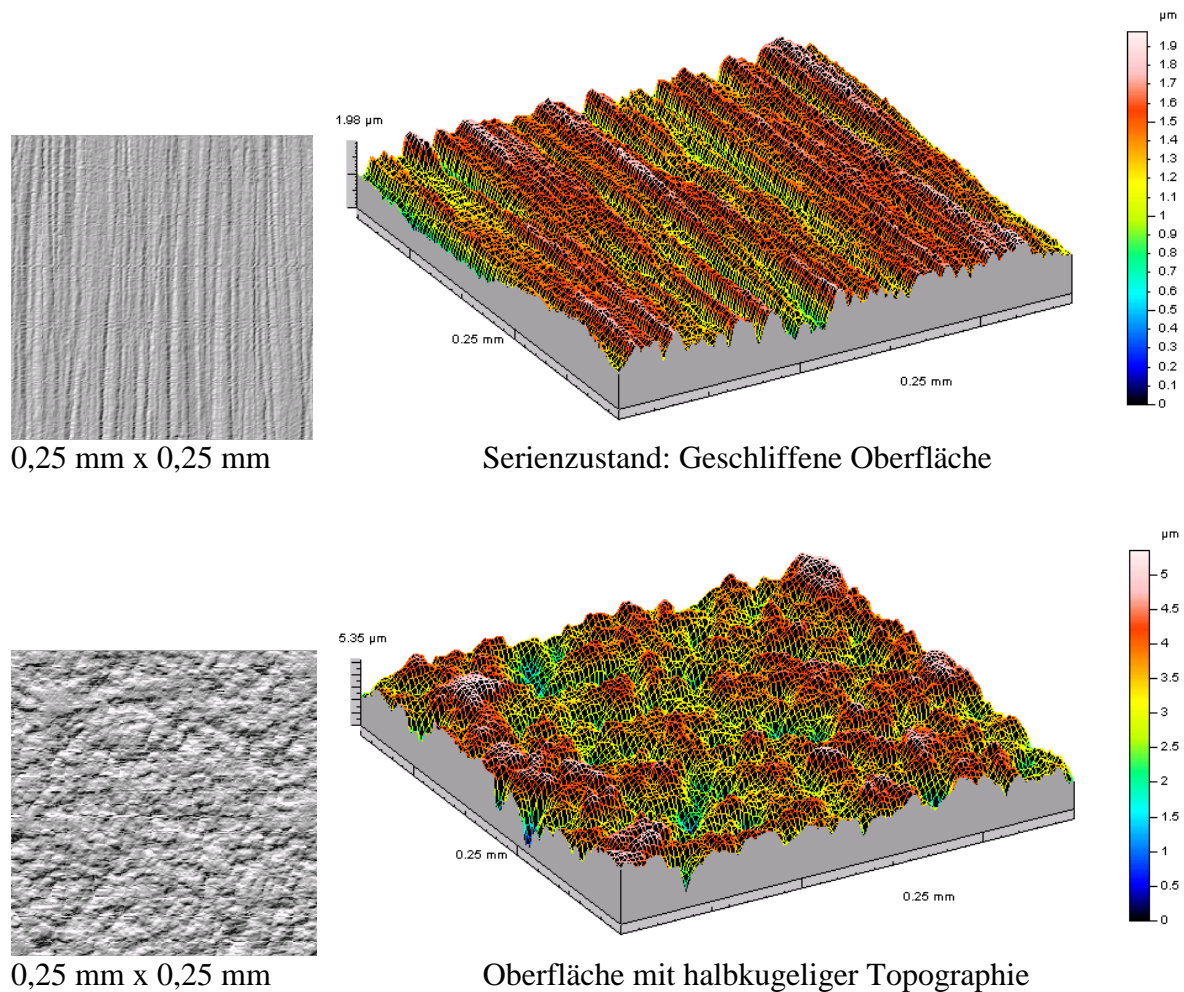 µm
1.9
1.8
1.7
1.6
1.5
1.4
1.3
1.2
1.1
1
0.9
0.8
0.7
0.6
0.5
0.4
0.3
0.2
0.1
0
1.98 µm
0.25 mm
0.25 mm
0,25 mm x 0,25 mm
Serienzustand: Geschliffene Oberfläche
µm
5
4.5
4
3.5
3
2.5
2
1.5
1
0.5
0
5.35 µm
0.25 mm
0.25 mm
0,25 mm x 0,25 mm
Oberfläche mit halbkugeliger Topographie